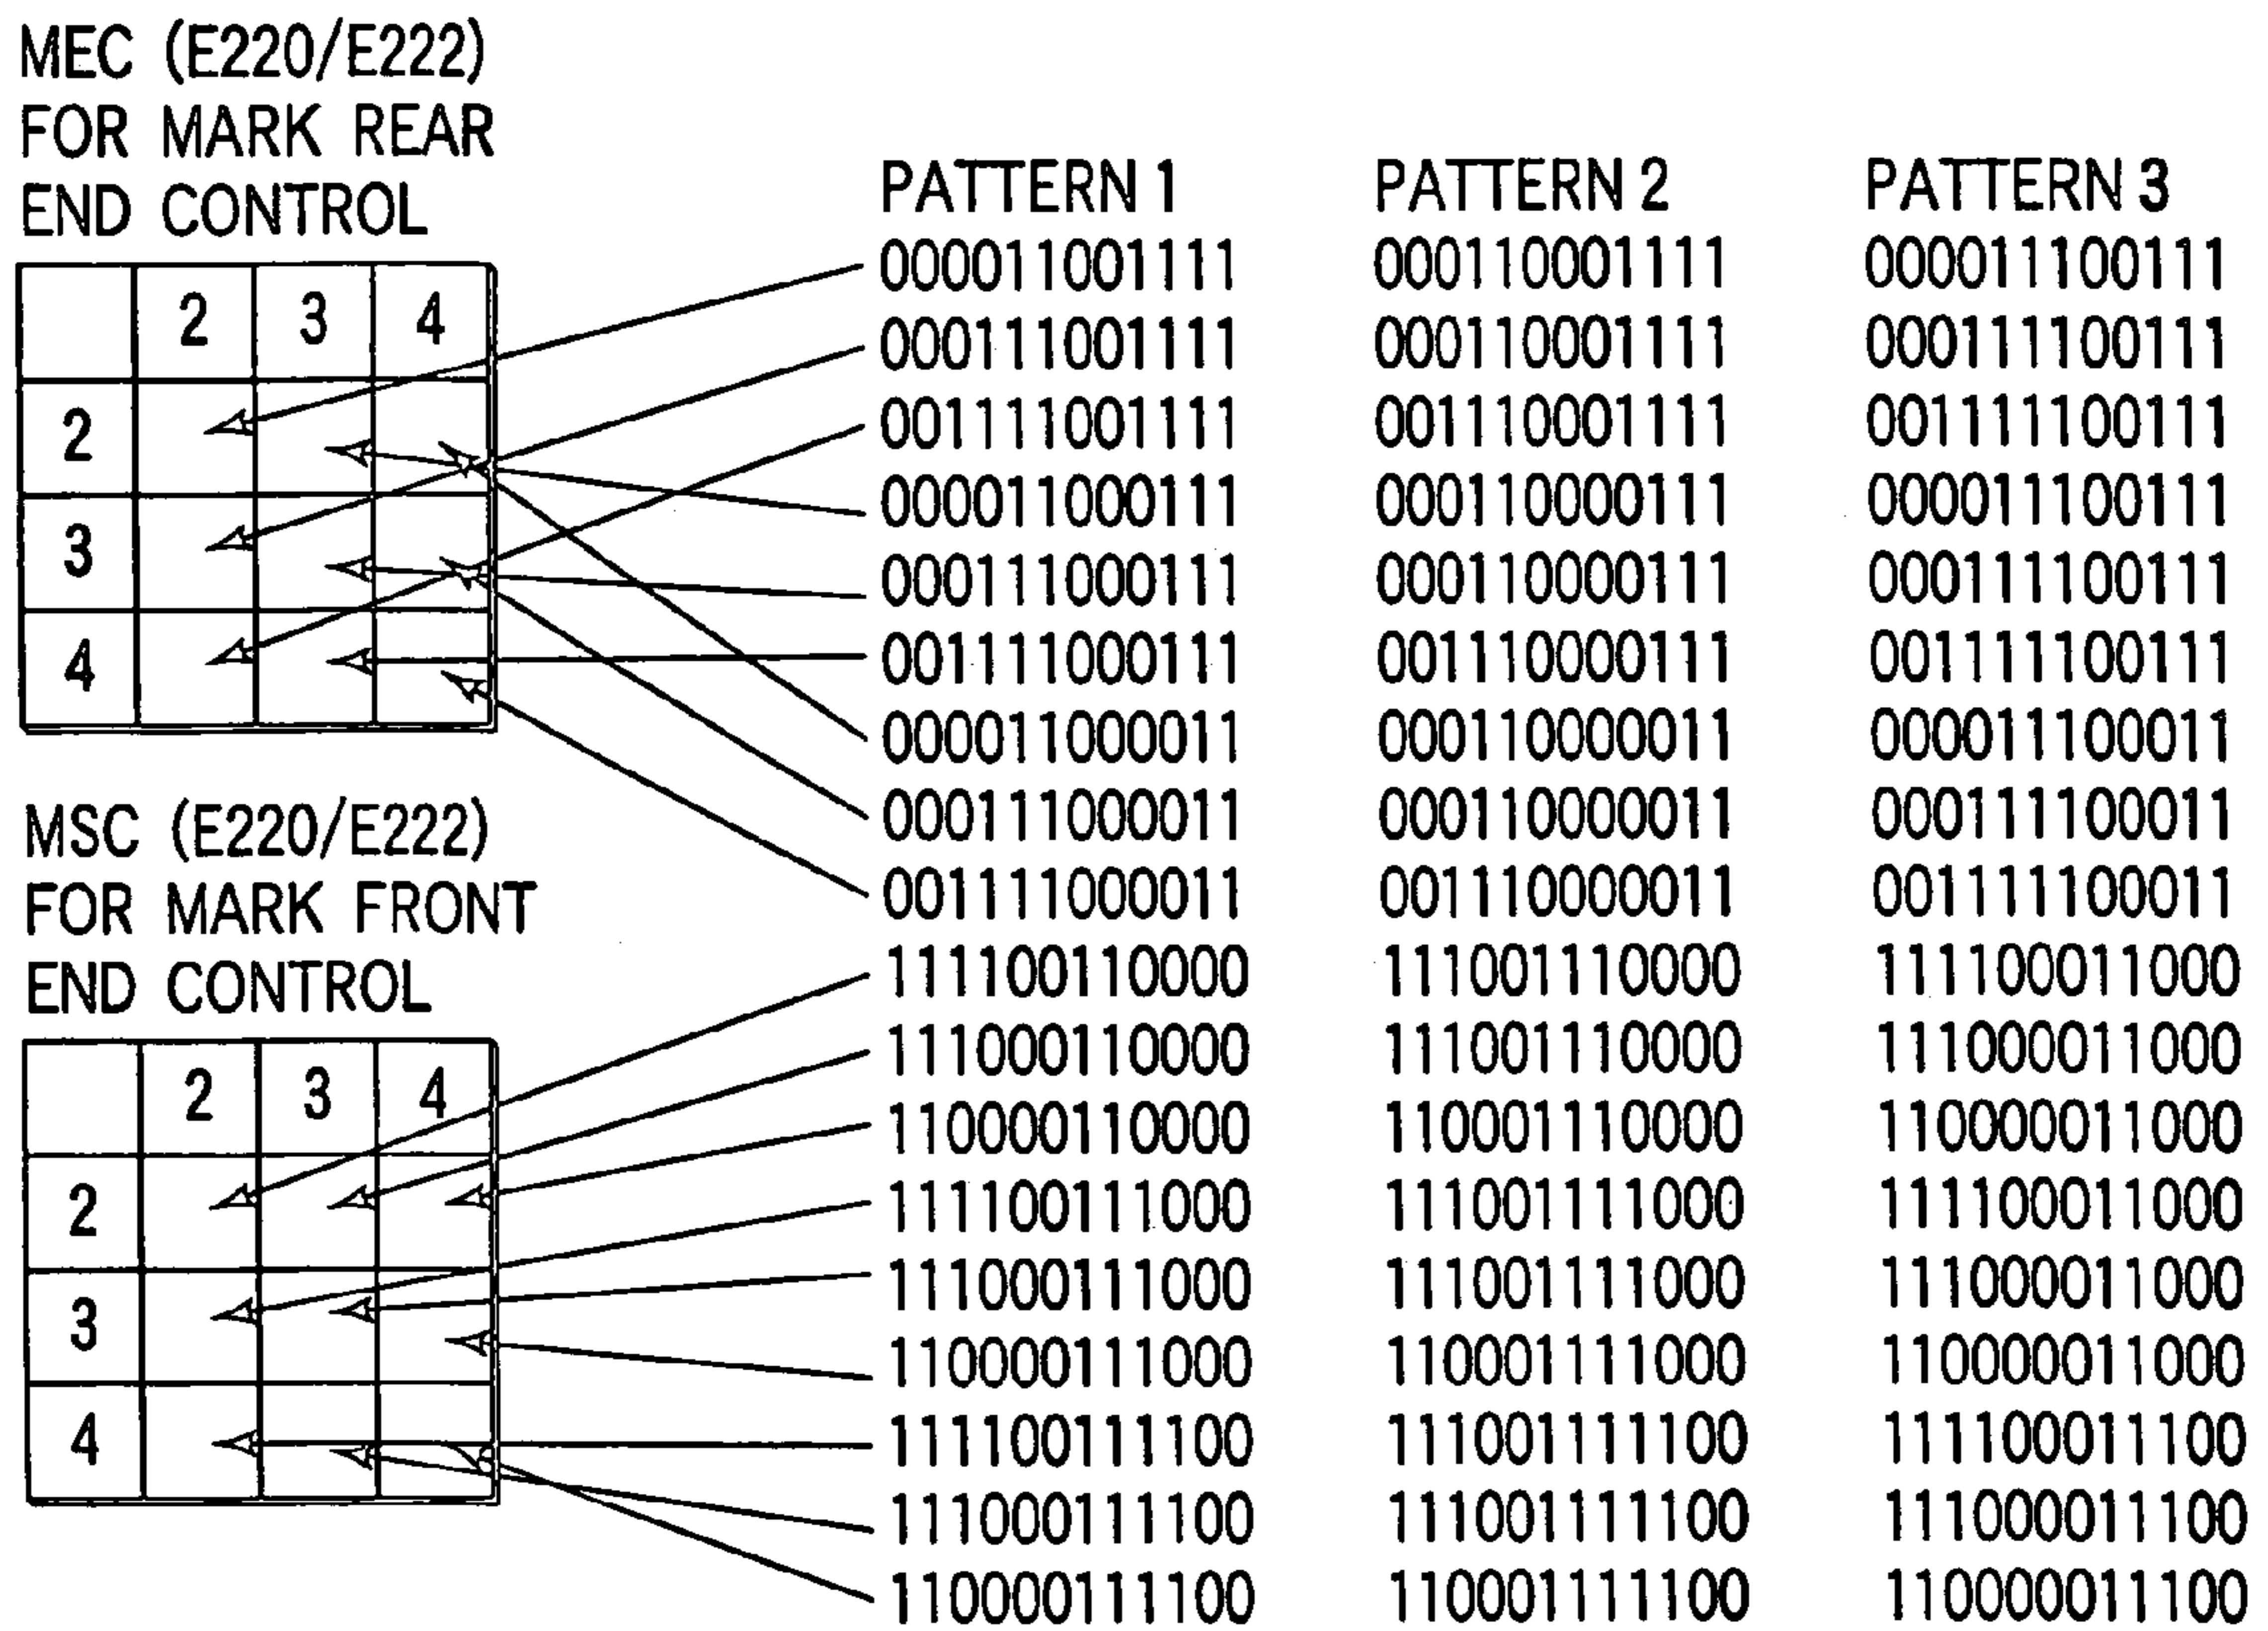 MEC (E220/E222)
FOR MARK REAR
END CONTROL
2 3 4
2
3
4
MSC (E220/E222)
FOR MARK FRONT
END CONTROL
2 3 4
2
3
4
PATTERN 1 PATTERN 2 PATTERN 3
000011001111 000110001111 000011100111
000111001111 000110001111 000111100111
001111001111 001110001111 001111100111
000011000111 000110000111 000011100111
000111000111 000110000111 000111100111
001111000111 001110000111 001111100111
000011000011 000110000011 000011100011
000111000011 000110000011 000111100011
001111000011 001110000011 001111100011
111100110000 111001110000 111100011000
111000110000 111001110000 111000011000
110000110000 110001110000 110000011000
111100111000 111001111000 111100011000
111000111000 111001111000 111000011000
110000111000 110001111000 110000011000
111100111100 111001111100 111100011100
111000111100 111001111100 111000011100
110000111100 110001111100 110000011100